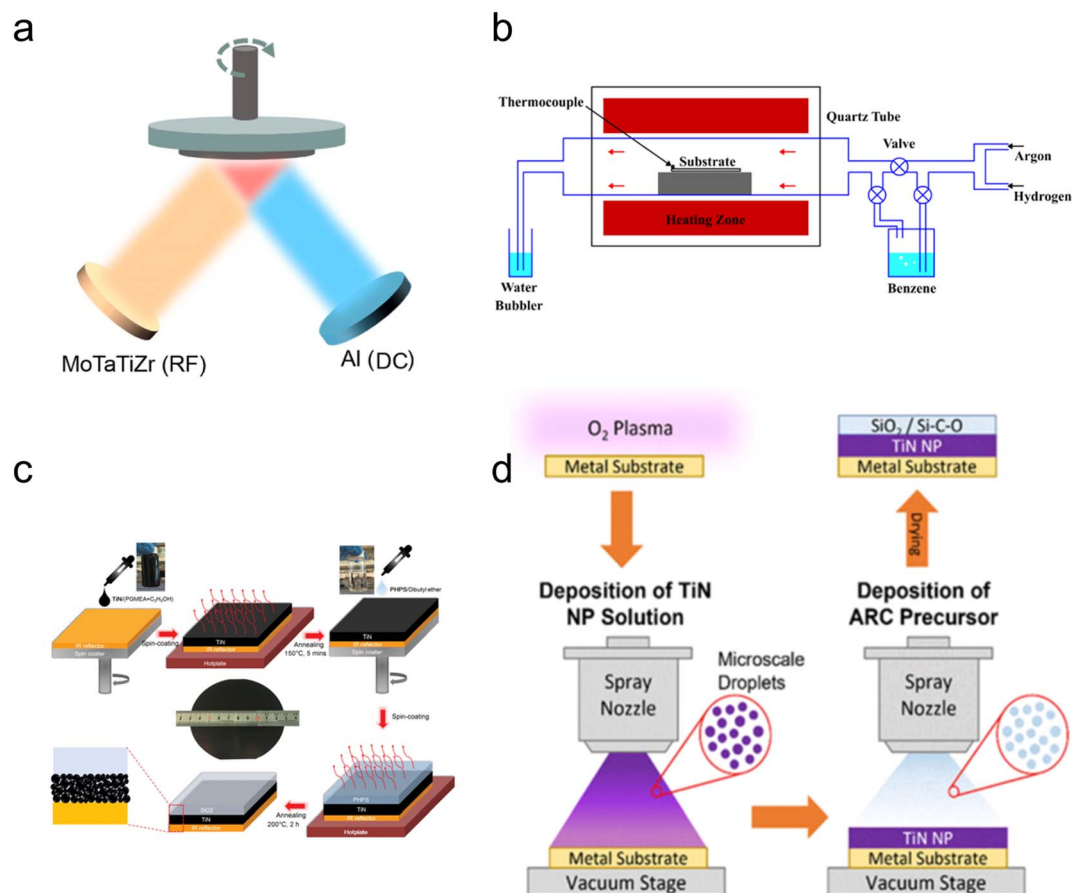 a
MoTaTiZr (RF)
Al (DC)
b
Thermocouple
Quartz Tube
Substrate
Valve
Argon
Hydrogen
Heating Zone
Water
Bubbler
Benzene
c
TiN/(PGMEA+C2H5OH)
IR reflector
Spin coater
Spin-coating
TiN
IR reflector
Hotplate
Annealing
150°C, 5 mins
PHPS/Dibutyl ether
TiN
IR reflector
Spin coater
Spin-coating
PHPS
TiN
IR reflector
Hotplate
Annealing
200°C, 2 h
SiO2
TiN
IR reflector
d
O₂ Plasma
Metal Substrate
Deposition of TiN
NP Solution
Spray
Nozzle
Microscale
Droplets
Metal Substrate
Vacuum Stage
SiO₂ / Si-C-O
TiN NP
Metal Substrate
Drying
Deposition of
ARC Precursor
Spray
Nozzle
TiN NP
Metal Substrate
Vacuum Stage